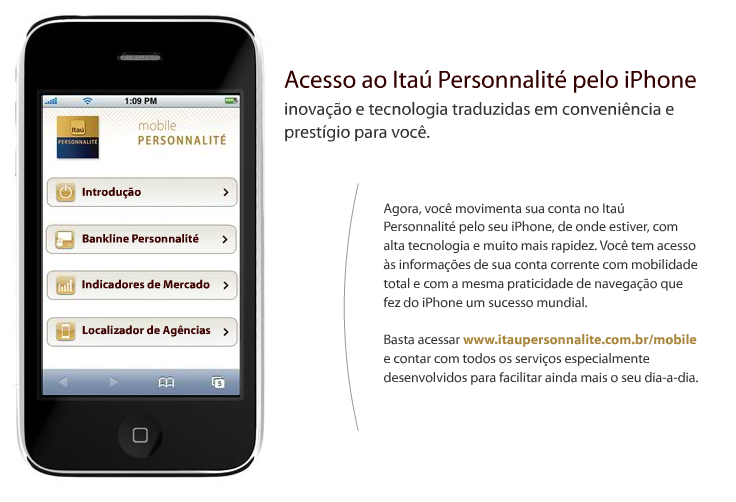 1:09 PM
Itaú
PERSONNALITÉ
mobile
PERSONNALITÉ
Introdução
Bankline Personnalité
Indicadores de Mercado
Localizador de Agências
5
Acesso ao Itaú Personnalité pelo iPhone
inovação e tecnologia traduzidas em conveniência e
prestígio para você.
Agora, você movimenta sua conta no Itaú
Personnalité pelo seu iPhone, de onde estiver, com
alta tecnologia e muito mais rapidez. Você tem acesso
às informações de sua conta corrente com mobilidade
total e com a mesma praticidade de navegação que
fez do iPhone um sucesso mundial.
Basta acessar www.itaupersonnalite.com.br/mobile
e contar com todos os serviços especialmente
desenvolvidos para facilitar ainda mais o seu dia-a-dia.